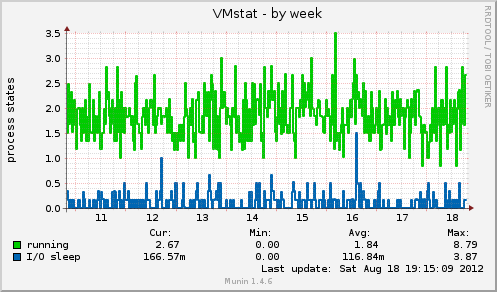 VMstat - by week
RRDTOOL / TOBI OETIKER
process states
3.5
3.0
2.5
2.0
1.5
1.0
0.5
0.0
11 12 13 14 15 16 17 18
Cur: Min: Avg: Max:
running 2.67 0.00 1.84 8.79
I/O sleep 166.57m 0.00 116.84m 3.87
Last update: Sat Aug 18 19:15:09 2012
Munin 1.4.6